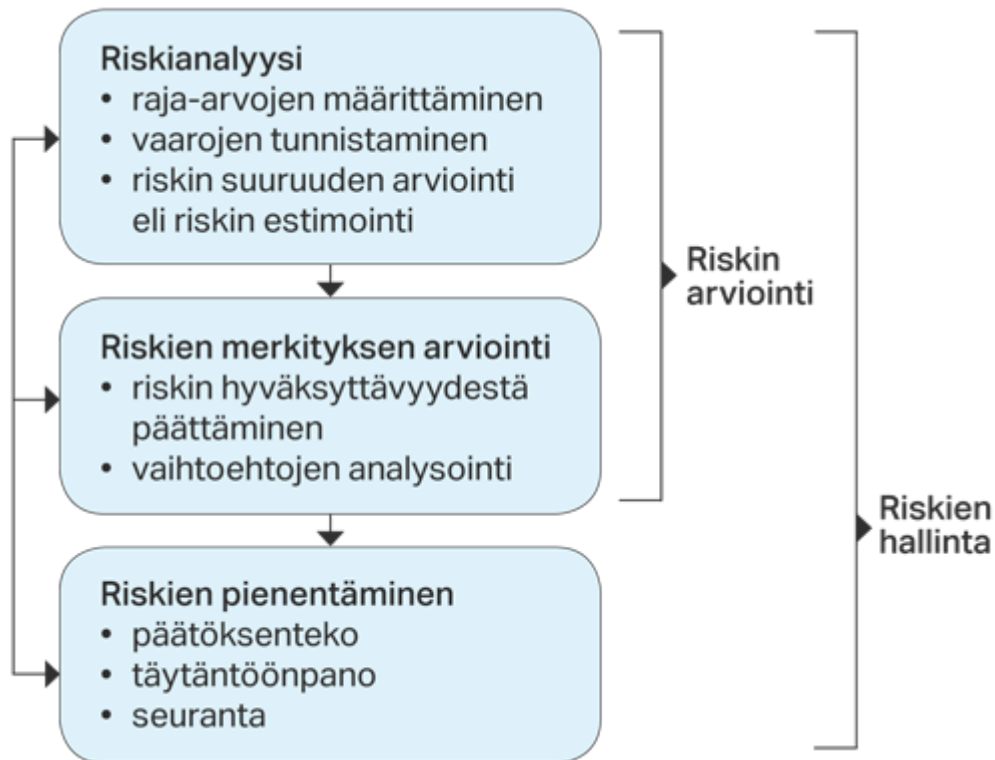 Riskianalyysi
• raja-arvojen määrittäminen
• vaarojen tunnistaminen
• riskin suuruuden arviointi
eli riskin estimointi
Riskien merkityksen arviointi
• riskin hyväksyttävyydestä
päättäminen
• vaihtoehtojen analysointi
Riskien pienentäminen
• päätöksenteko
• täytäntöönpano
• seuranta
Riskin
arviointi
Riskien
hallinta